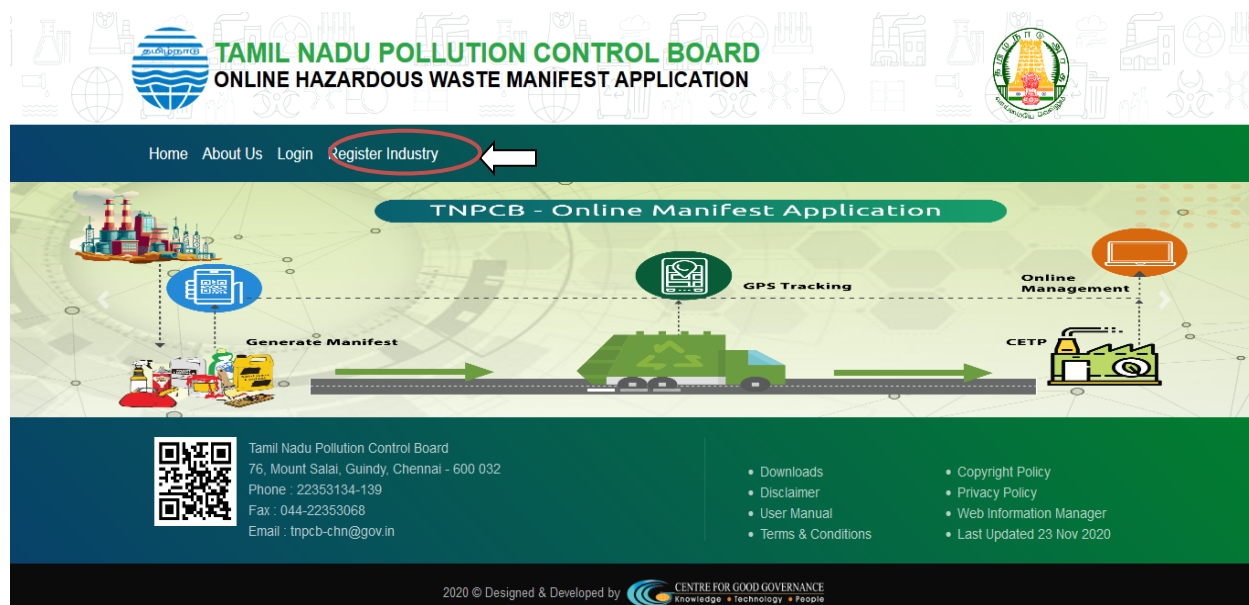 தமிழ்நாடு
TAMIL NADU POLLUTION CONTROL BOARD
ONLINE HAZARDOUS WASTE MANIFEST APPLICATION
Home About Us Login Register Industry
TNPCB - Online Manifest Application
GPS Tracking
Online
Management
Generate Manifest
CETP
Tamil Nadu Pollution Control Board
76, Mount Salai, Guindy, Chennai - 600 032
Phone : 22353134-139
Fax : 044-22353068
Email : tnpcb-chn@gov.in
• Downloads
• Disclaimer
• User Manual
• Terms & Conditions
• Copyright Policy
• Privacy Policy
• Web Information Manager
• Last Updated 23 Nov 2020
2020 © Designed & Developed by
CENTRE FOR GOOD GOVERNANCE
Knowledge • Technology • People